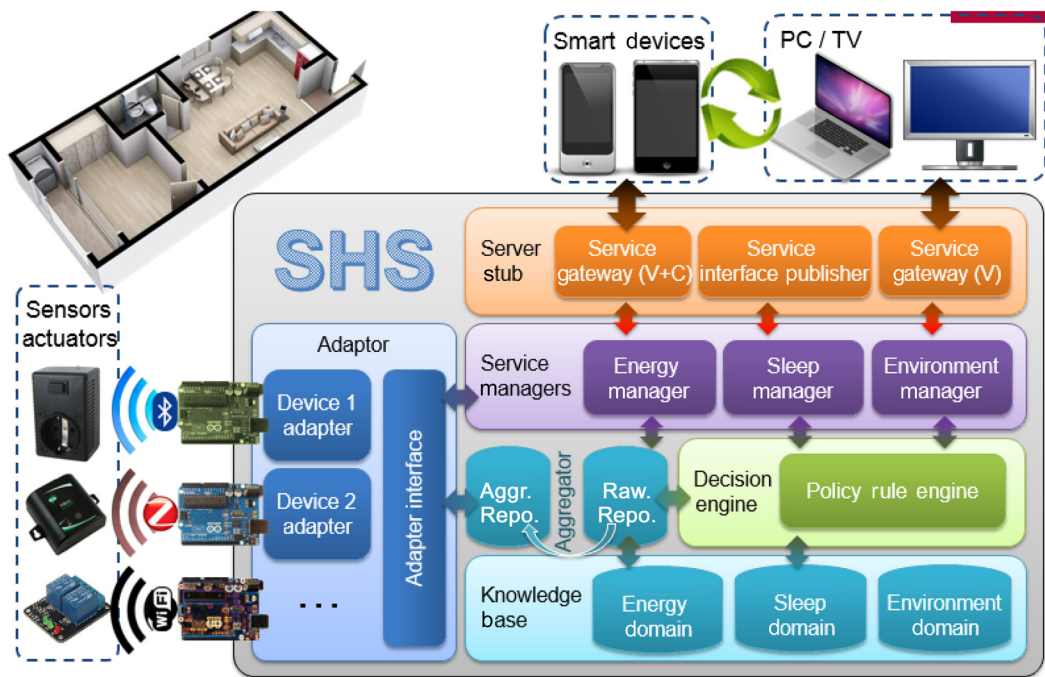 Smart devices
PC / TV
SHS
Server
stub
Service
gateway (V+C)
Service
interface publisher
Service
gateway (V)
Sensors
actuators
Adaptor
Device 1
adapter
Device 2
adapter
...
Adapter interface
Service
managers
Energy
manager
Sleep
manager
Environment
manager
Aggr.
Repo.
Aggregator
Raw.
Repo.
Decision
engine
Policy rule engine
Knowledge
base
Energy
domain
Sleep
domain
Environment
domain
Wi Fi